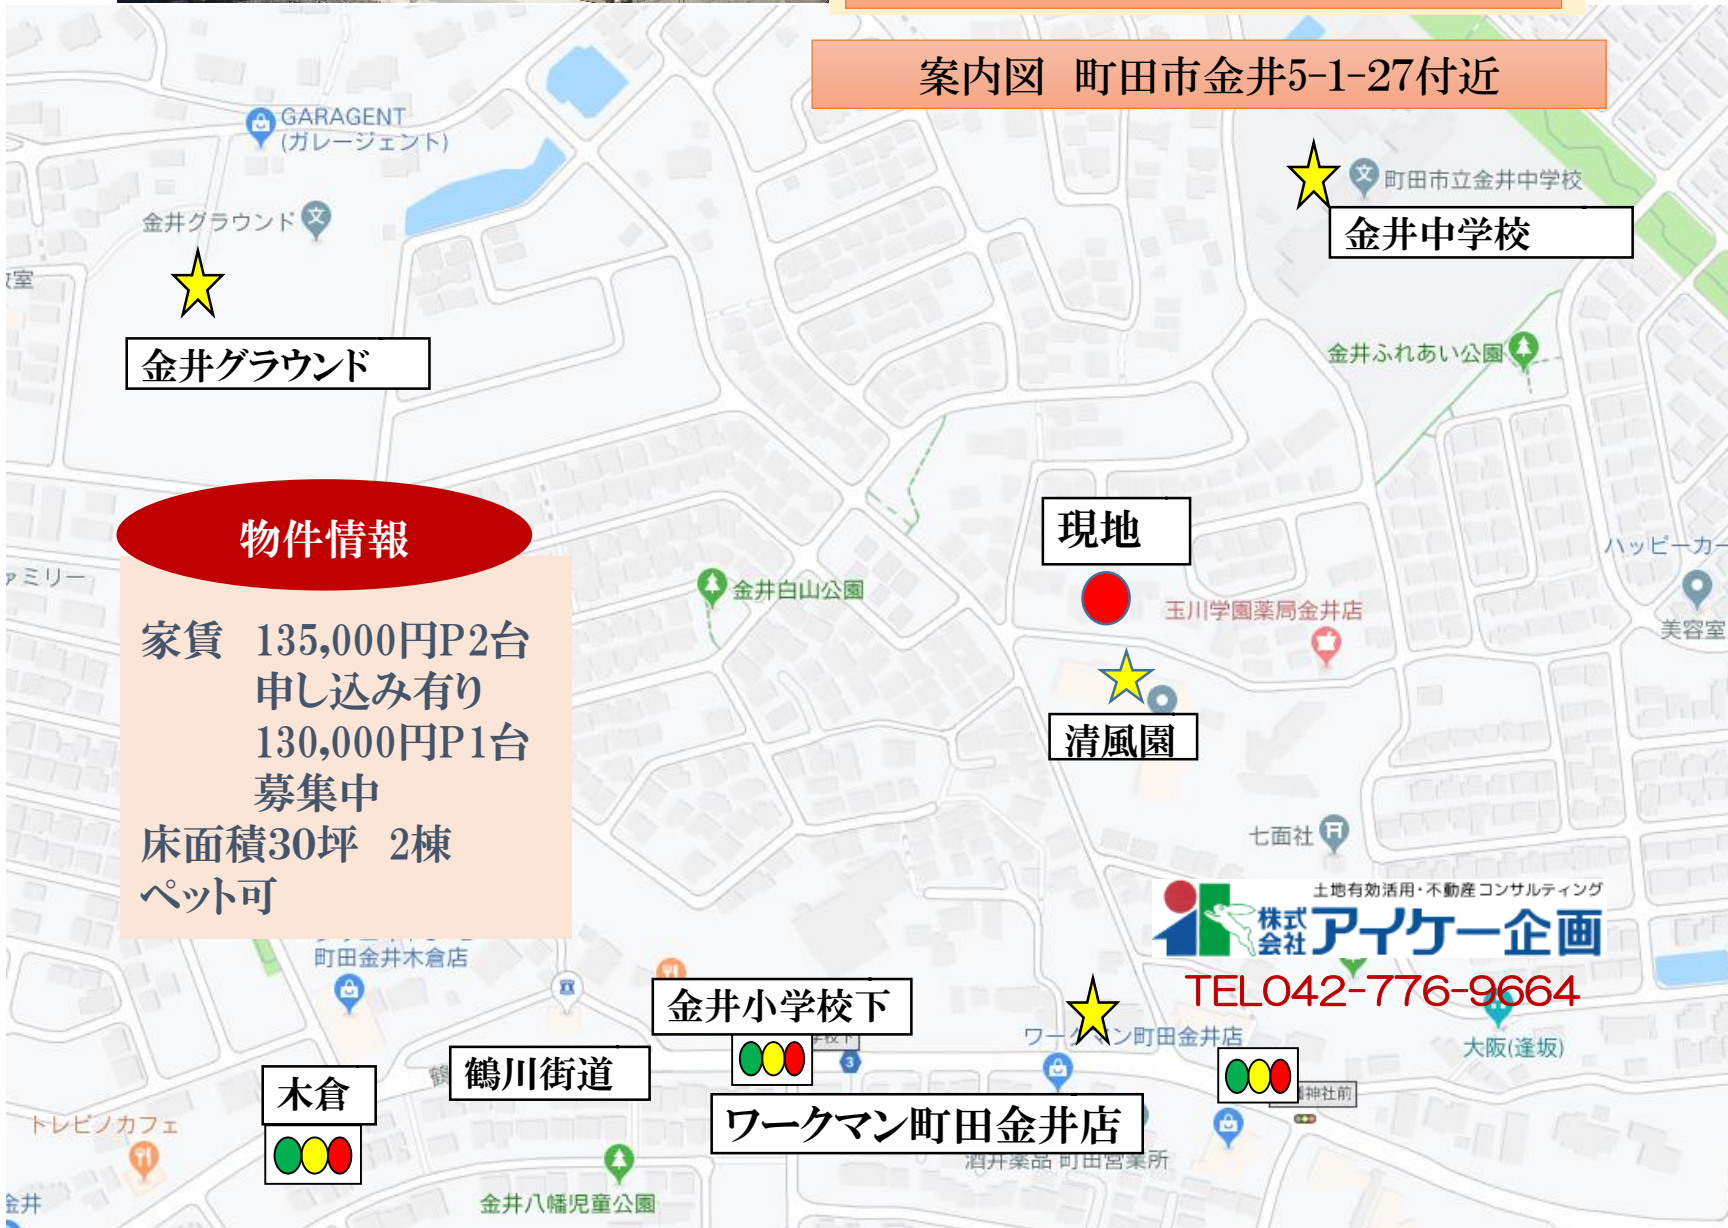 案内図 町田市金井5-1-27付近
GARAGENT
(ガレージェント)
町田市立金井中学校
金井中学校
金井グラウンド
金井グラウンド
金井ふれあい公園
現地
物件情報
ハッピーカー
金井白山公園
玉川学園薬局金井店
美容室
家賃 135,000円P2台
申し込み有り
130,000円P1台
募集中
床面積30坪 2棟
ペット可
清風園
七面社
土地有効活用・不動産コンサルティング
株式会社アイケー企画
TEL042-776-9664
町田金井木倉店
金井小学校下
ワークマン町田金井店
大阪(逢坂)
鶴川街道
3
木倉
神社前
トレビノカフェ
ワークマン町田金井店
酒井薬品 町田営業所
金井八幡児童公園
金井